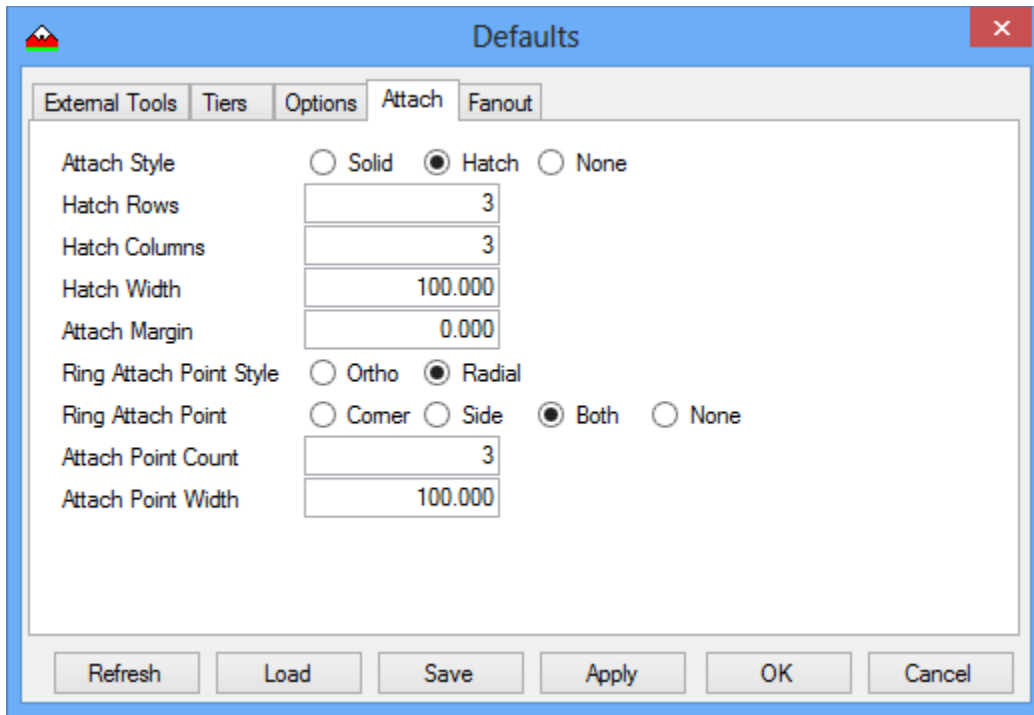 Defaults
External Tools Tiers Options Attach Fanout
Attach Style Solid Hatch None
Hatch Rows 3
Hatch Columns 3
Hatch Width 100.000
Attach Margin 0.000
Ring Attach Point Style Ortho Radial
Ring Attach Point Corner Side Both None
Attach Point Count 3
Attach Point Width 100.000
Refresh Load Save Apply OK Cancel